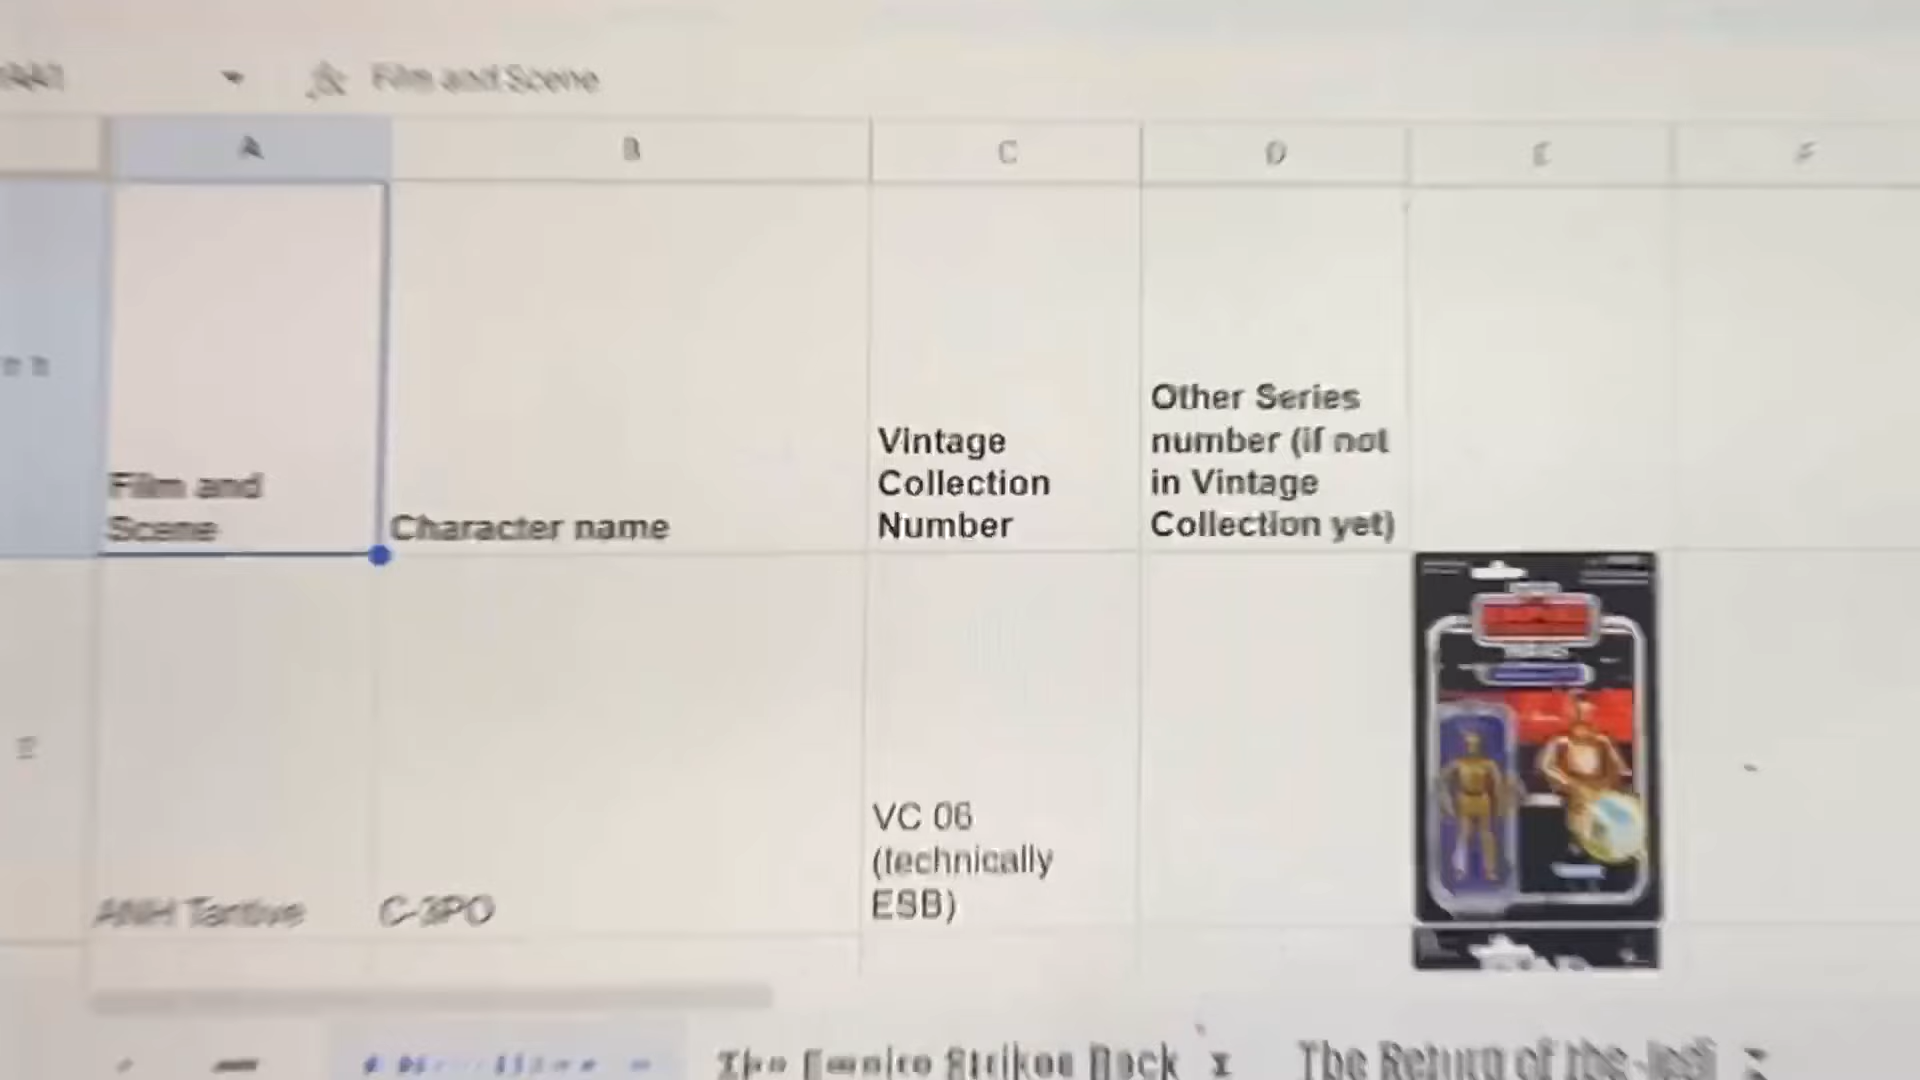 Film and Scene
A
B
C
D
E
F
Film and
Scene
Character name
Vintage
Collection
Number
Other Series
number (if not
in Vintage
Collection yet)
ANH Tantive
C-3PO
VC 06
(technically
ESB)
The Empire Strikes Back
The Return of the Jedi